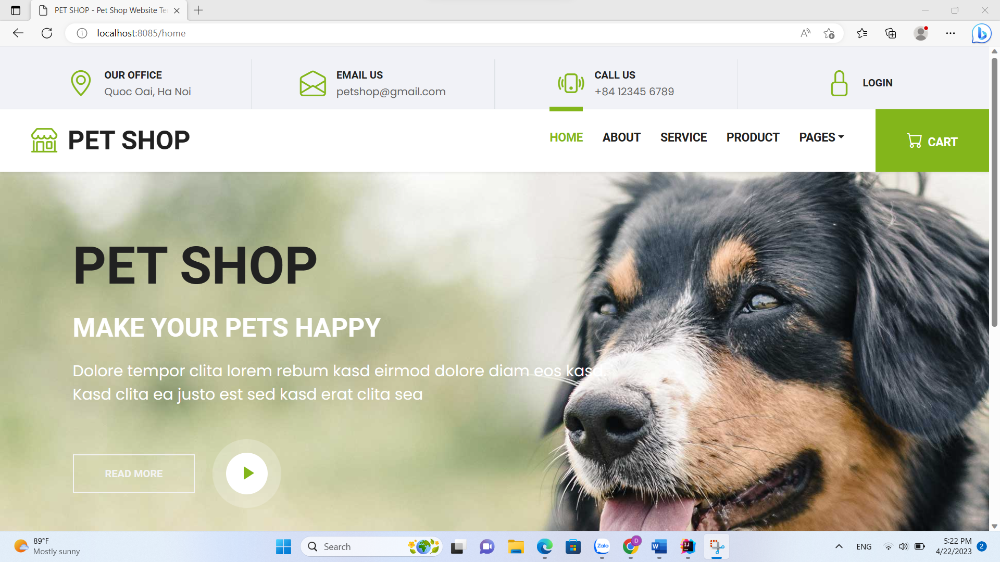 PET SHOP - Pet Shop Website Te
localhost:8085/home
OUR OFFICE
Quoc Oai, Ha Noi
EMAIL US
petshop@gmail.com
CALL US
+84 12345 6789
LOGIN
PET SHOP
HOME
ABOUT
SERVICE
PRODUCT
PAGES
CART
PET SHOP
MAKE YOUR PETS HAPPY
Dolore tempor clita lorem rebum kasd eirmod dolore diam eos kasd.
Kasd clita ea justo est sed kasd erat clita sea
READ MORE
89°F
Mostly sunny
Search
Zalo
D
W
IJ
ENG
5:22 PM
4/22/2023
2